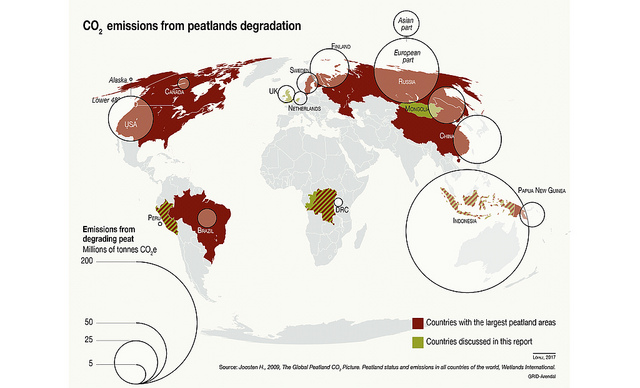 CO2 emissions from peatlands degradation
Asian
part
European
part
RUSSIA
FINLAND
SWEDEN
Alaska
CANADA
UK
NETHERLANDS
Lower 48
USA
MONGOLIA
CHINA
PAPUA NEW GUINEA
INDONESIA
DRC
PERU
BRAZIL
Emissions from
degrading peat
Millions of tonnes CO2e
200
50
25
5
Countries with the largest peatland areas
Countries discussed in this report
2017
Source: Joosten H., 2009, The Global Peatland CO2 Picture. Peatland status and emissions in all countries of the world, Wetlands International.
GRID-Arendal